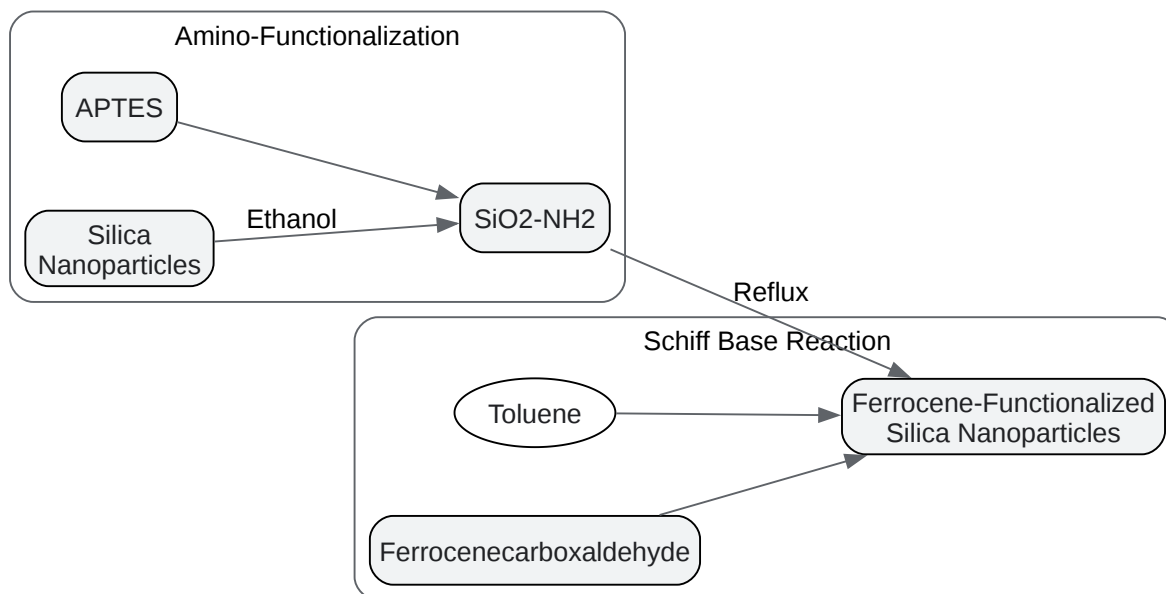 Amino-Functionalization
APTES
Silica
Nanoparticles
Ethanol
SiO2-NH2
Reflux
Schiff Base Reaction
Toluene
Ferrocene-Functionalized
Silica Nanoparticles
Ferrocenecarboxaldehyde